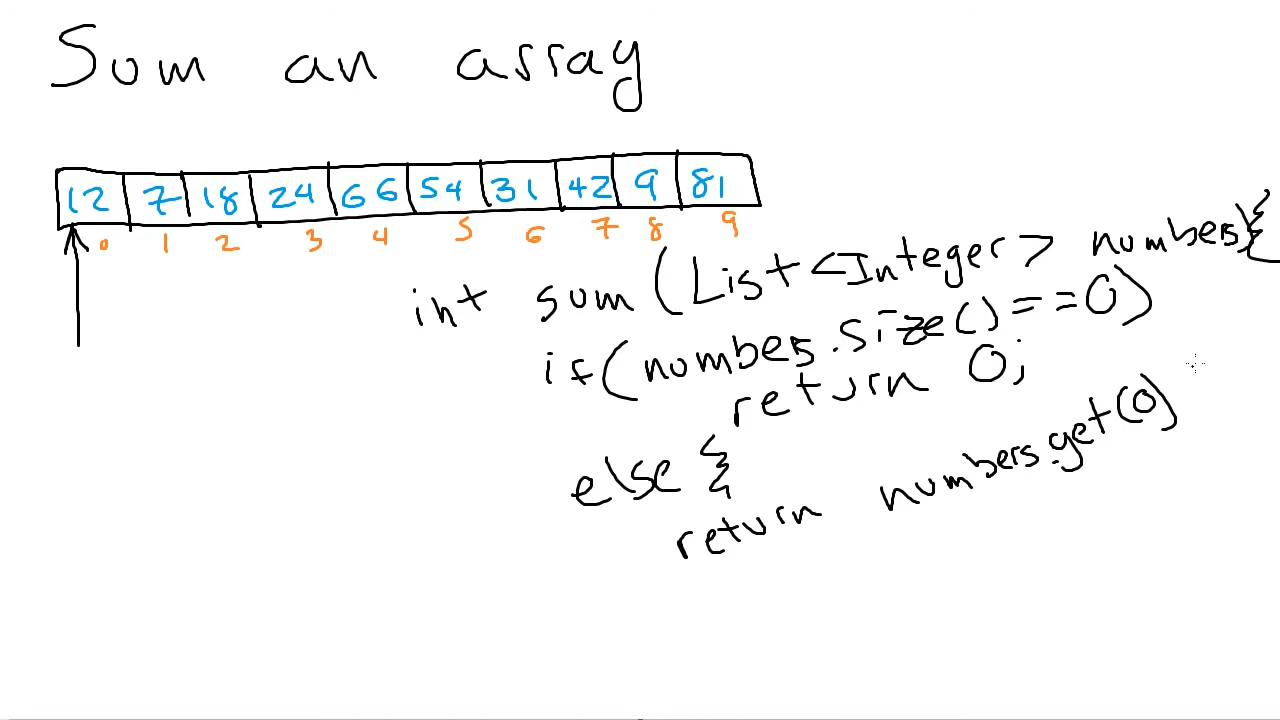 Sum an array
12 7 18 24 66 54 31 42 9 81
0 1 2 3 4 5 6 7 8 9
int sum (List <Integer> numbers){
if(numbers.size()==0)
return 0;
else {
return numbers.get(0)